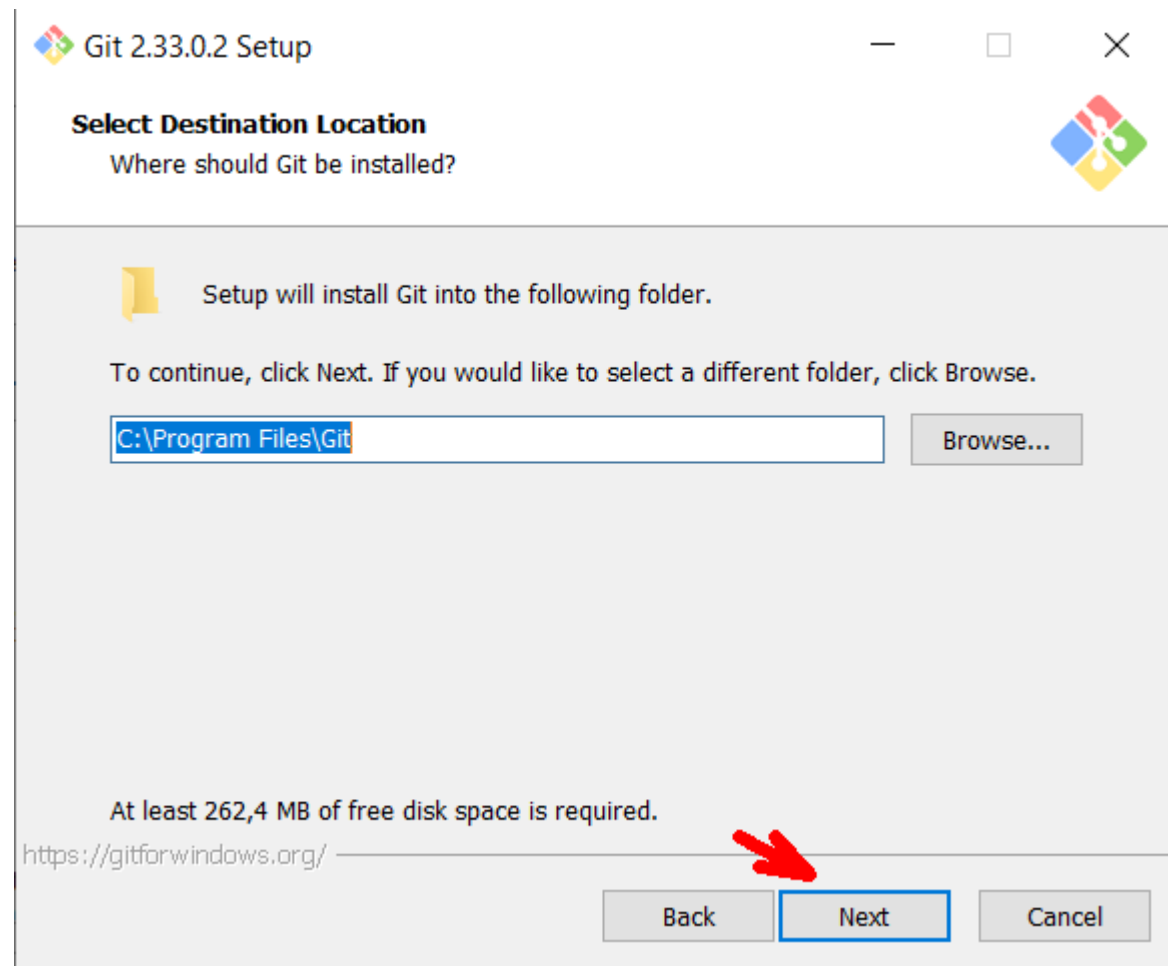 Git 2.33.0.2 Setup
Select Destination Location
Where should Git be installed?
Setup will install Git into the following folder.
To continue, click Next. If you would like to select a different folder, click Browse.
C:\Program Files\Git
Browse...
At least 262,4 MB of free disk space is required.
https://gitforwindows.org/
Back Next Cancel